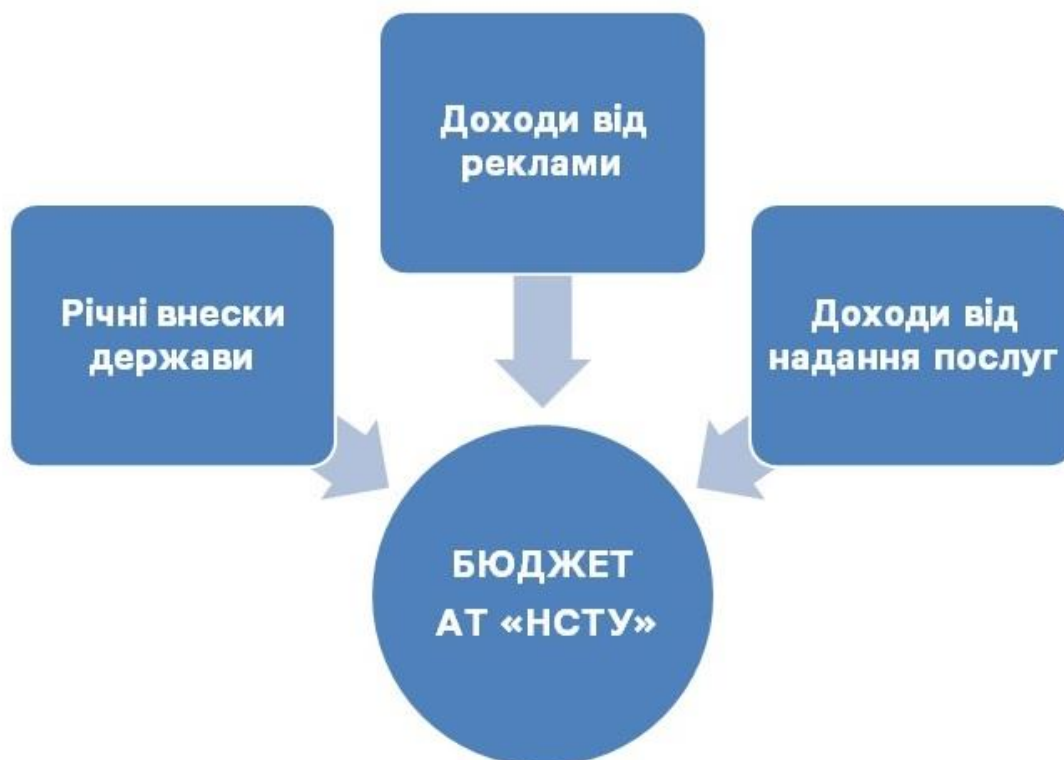 Доходи від
реклами
Річні внески
держави
Доходи від
надання послуг
БЮДЖЕТ
АТ «НСТУ»